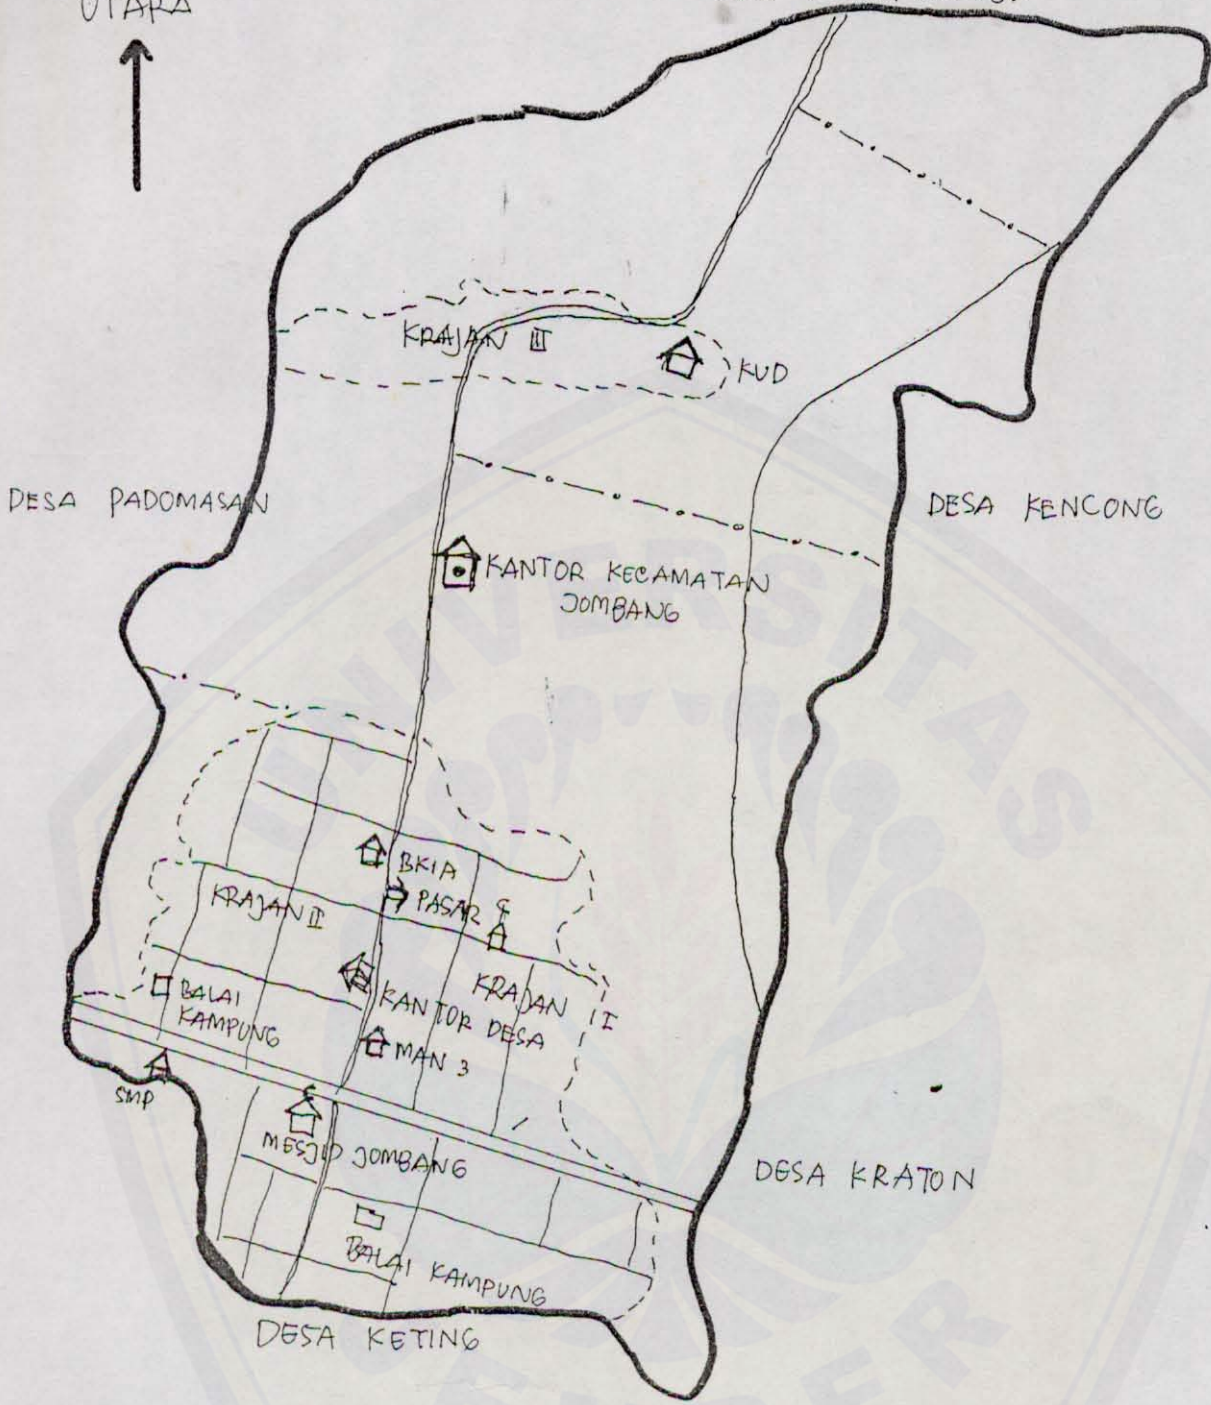 UTARA
KRAJAN III
KUD
DESA PADOMASAN
DESA KENCONG
KANTOR KECAMATAN
JOMBANG
BKIA
PASAR
KRAJAN II
KRAJAN I
BALAI
KAMPUNG
KANTOR DESA
MAN 3
SMP
MESJID JOMBANG
DESA KRATON
BALAI KAMPUNG
DESA KETING
UNIVERSITAS